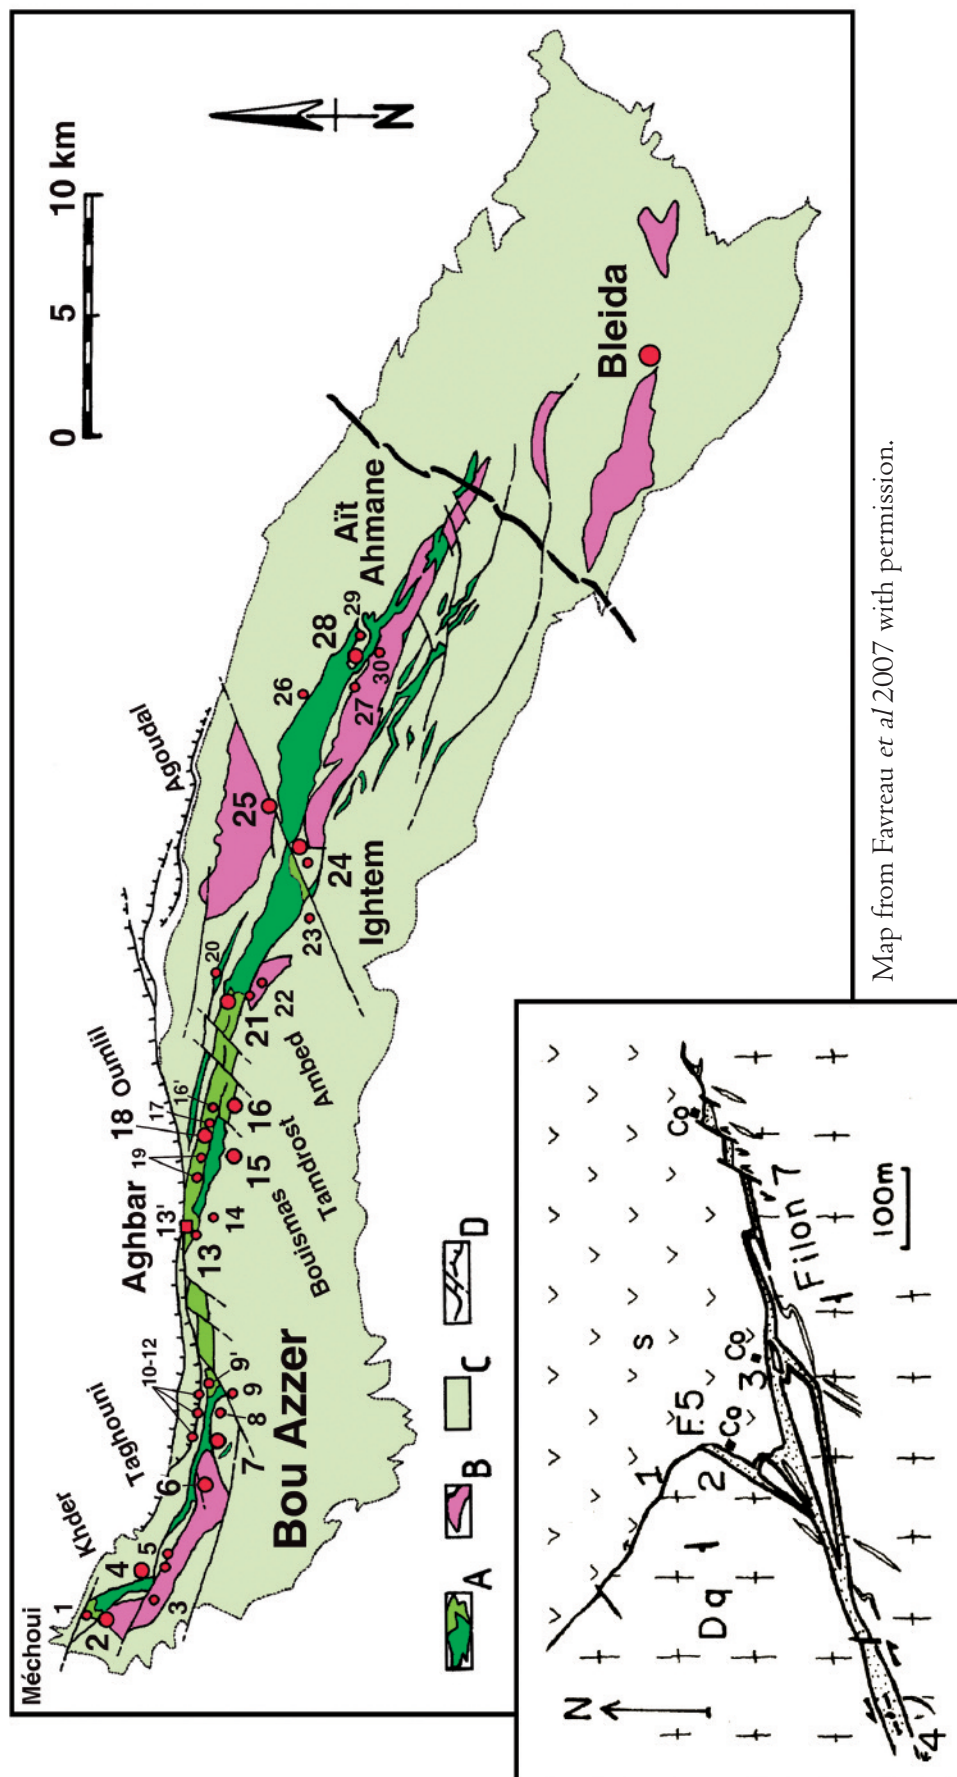 Méchoui
1
2
3
Khder
4
5
6
Taghouni
10-12
7
8
9
9'
Bou Azzer
Aghbar
13'
13
14
19
18 Oumlil
17
16'
15
16
Bouismas
Tamdrost
Ambed
20
21
22
23
Agoudal
25
24
Ightem
26
27
28
29
30
Aït
Ahmane
Bleida
0 5 10 km
N
A
B
C
D
N
Dq
1
2
F.5
Co
S
3
Co
Filon 7
Co
F4
100m
Map from Favreau et al 2007 with permission.